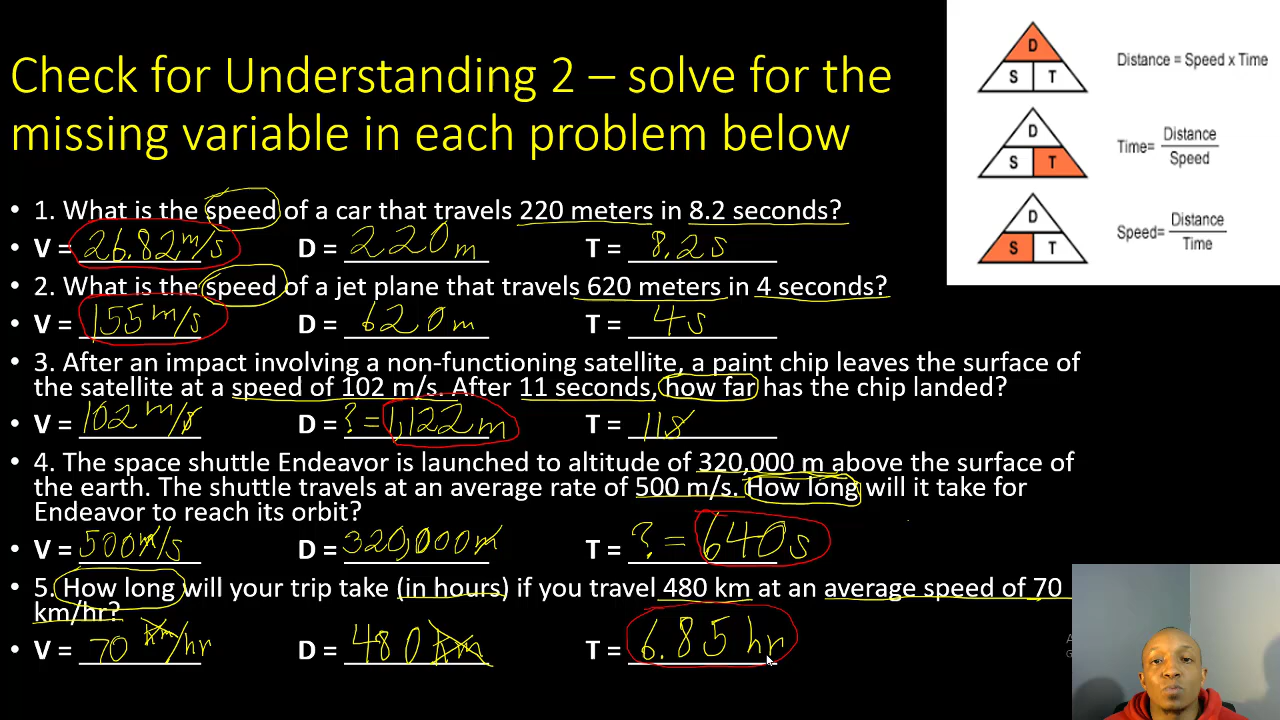 Check for Understanding 2 – solve for the
missing variable in each problem below
D
S T
Distance = Speed x Time
D
S T
Time= Distance
Speed
D
S T
Speed= Distance
Time
• 1. What is the speed of a car that travels 220 meters in 8.2 seconds?
• V = 26.82 m/s D = 220 m T = 8.2 s
• 2. What is the speed of a jet plane that travels 620 meters in 4 seconds?
• V = 155 m/s D = 620 m T = 4 s
• 3. After an impact involving a non-functioning satellite, a paint chip leaves the surface of
the satellite at a speed of 102 m/s. After 11 seconds, how far has the chip landed?
• V = 102 m/s D = ? = 1,122 m T = 11 s
• 4. The space shuttle Endeavor is launched to altitude of 320,000 m above the surface of
the earth. The shuttle travels at an average rate of 500 m/s. How long will it take for
Endeavor to reach its orbit?
• V = 500 m/s D = 320,000 m T = ? = 640 s
• 5. How long will your trip take (in hours) if you travel 480 km at an average speed of 70
km/hr?
• V = 70 km/hr D = 480 km T = 6.85 hr